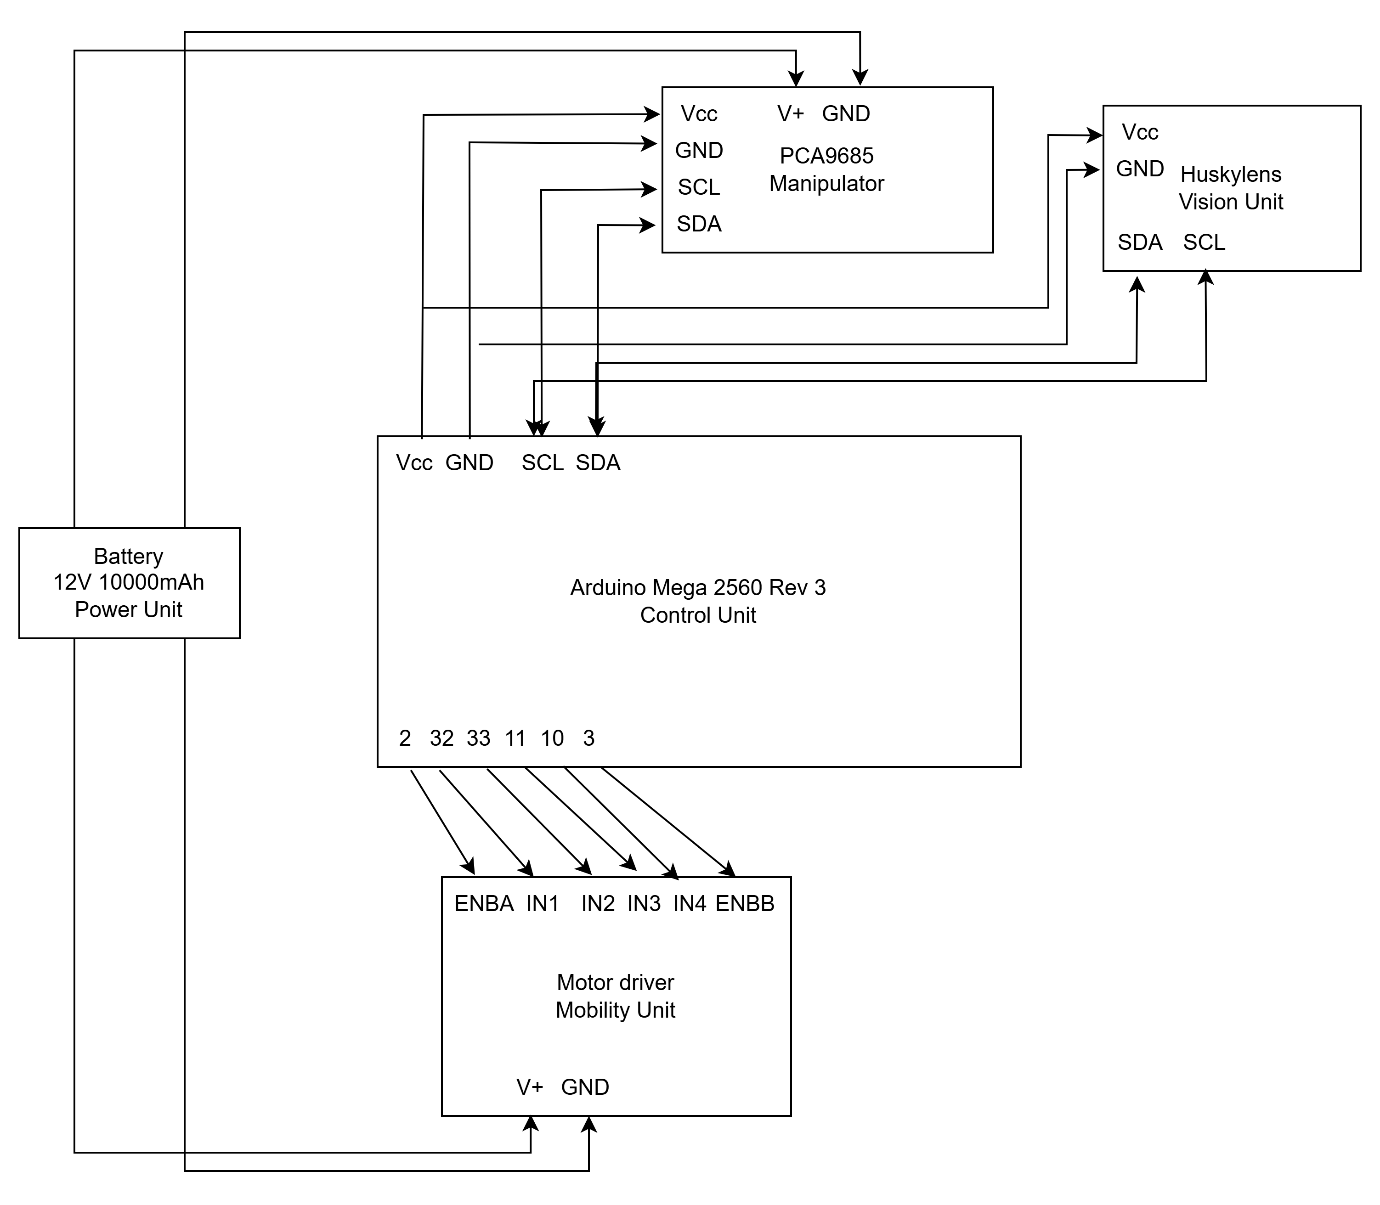 Vcc V+ GND
GND
PCA9685
Manipulator
SCL
SDA
Vcc
GND
Huskylens
Vision Unit
SDA SCL
Vcc GND SCL SDA
Battery
12V 10000mAh
Power Unit
Arduino Mega 2560 Rev 3
Control Unit
2 32 33 11 10 3
ENBA IN1 IN2 IN3 IN4 ENBB
Motor driver
Mobility Unit
V+ GND